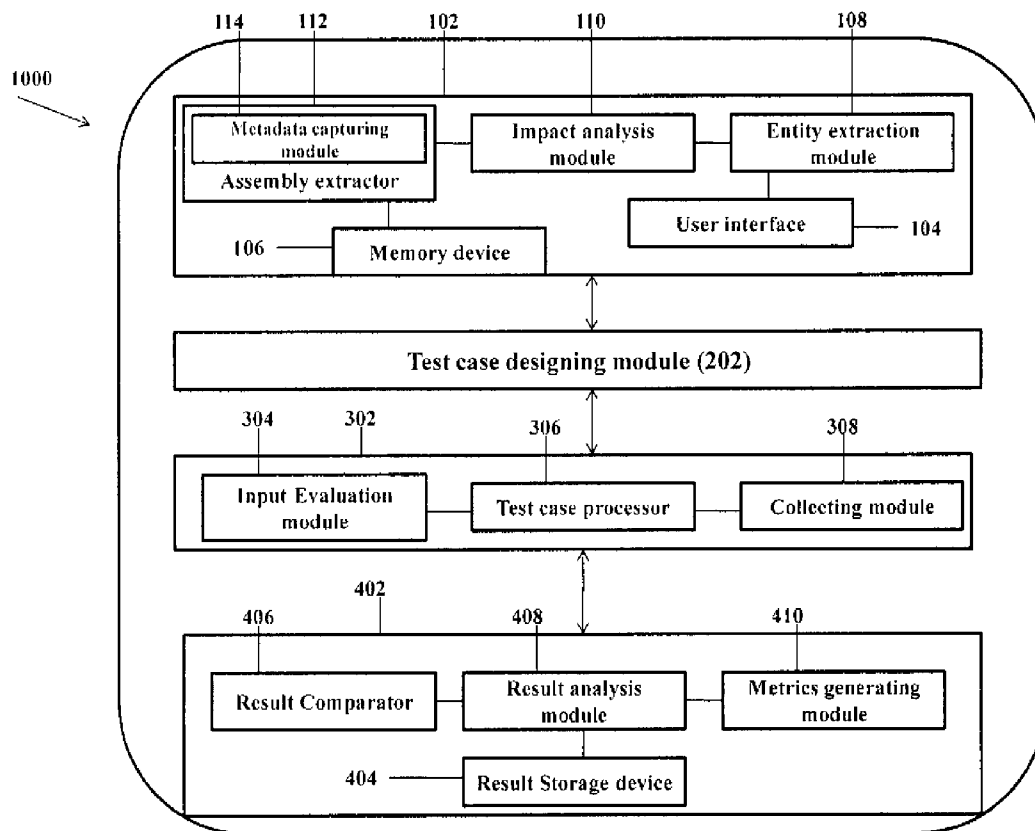 114
112
102
110
108
1000
Metadata capturing
module
Assembly extractor
Impact analysis
module
Entity extraction
module
User interface
104
106
Memory device
Test case designing module (202)
304
302
306
308
Input Evaluation
module
Test case processor
Collecting module
402
406
408
410
Result Comparator
Result analysis
module
Metrics generating
module
404
Result Storage device